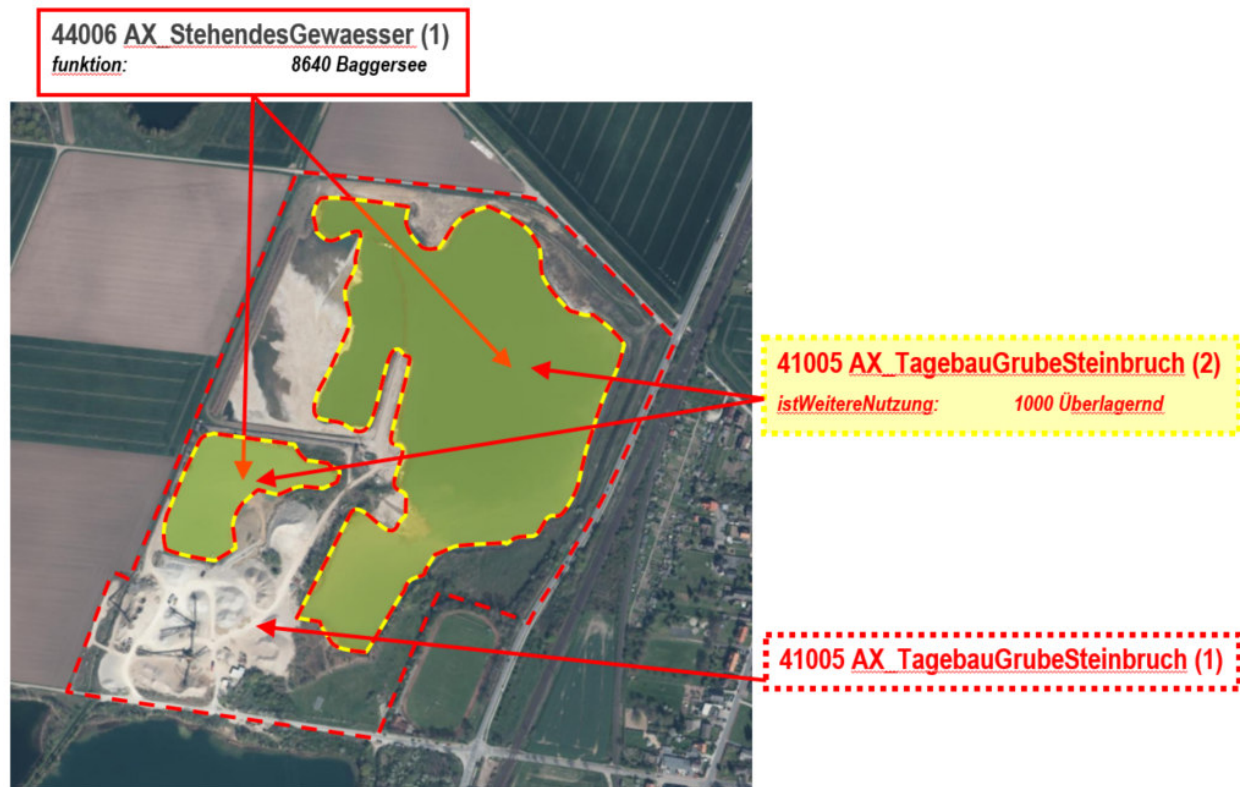 44006 AX_StehendesGewaesser (1)
funktion: 8640 Baggersee
41005 AX_TagebauGrubeSteinbruch (2)
istWeitereNutzung: 1000 Überlagernd
41005 AX_TagebauGrubeSteinbruch (1)